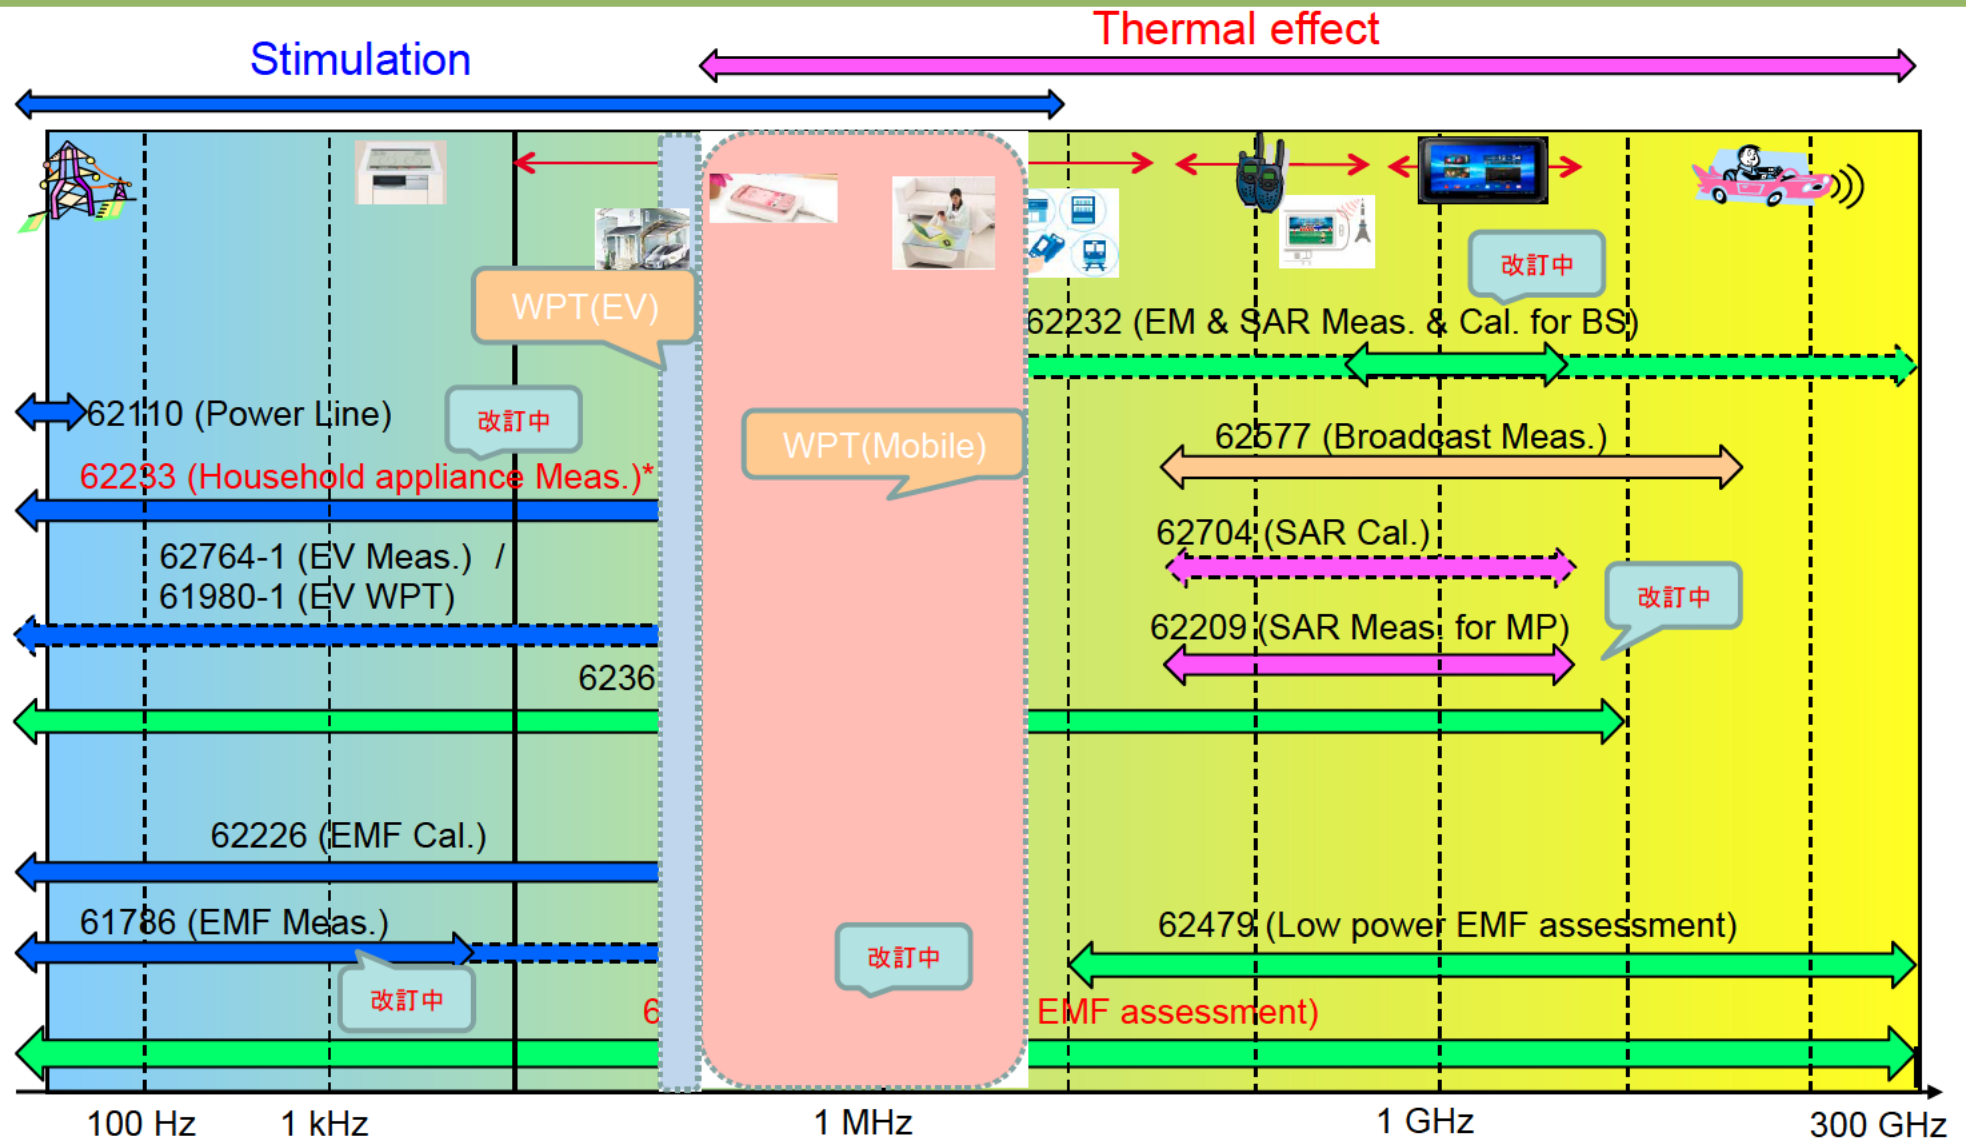 Thermal effect
Stimulation
改訂中
WPT(EV)
62232 (EM & SAR Meas. & Cal. for BS)
62110 (Power Line)
改訂中
WPT(Mobile)
62577 (Broadcast Meas.)
62233 (Household appliance Meas.)*
62764-1 (EV Meas.) /
61980-1 (EV WPT)
62704 (SAR Cal.)
改訂中
62209 (SAR Meas. for MP)
6236
62226 (EMF Cal.)
61786 (EMF Meas.)
62479 (Low power EMF assessment)
改訂中
改訂中
6
EMF assessment)
100 Hz
1 kHz
1 MHz
1 GHz
300 GHz